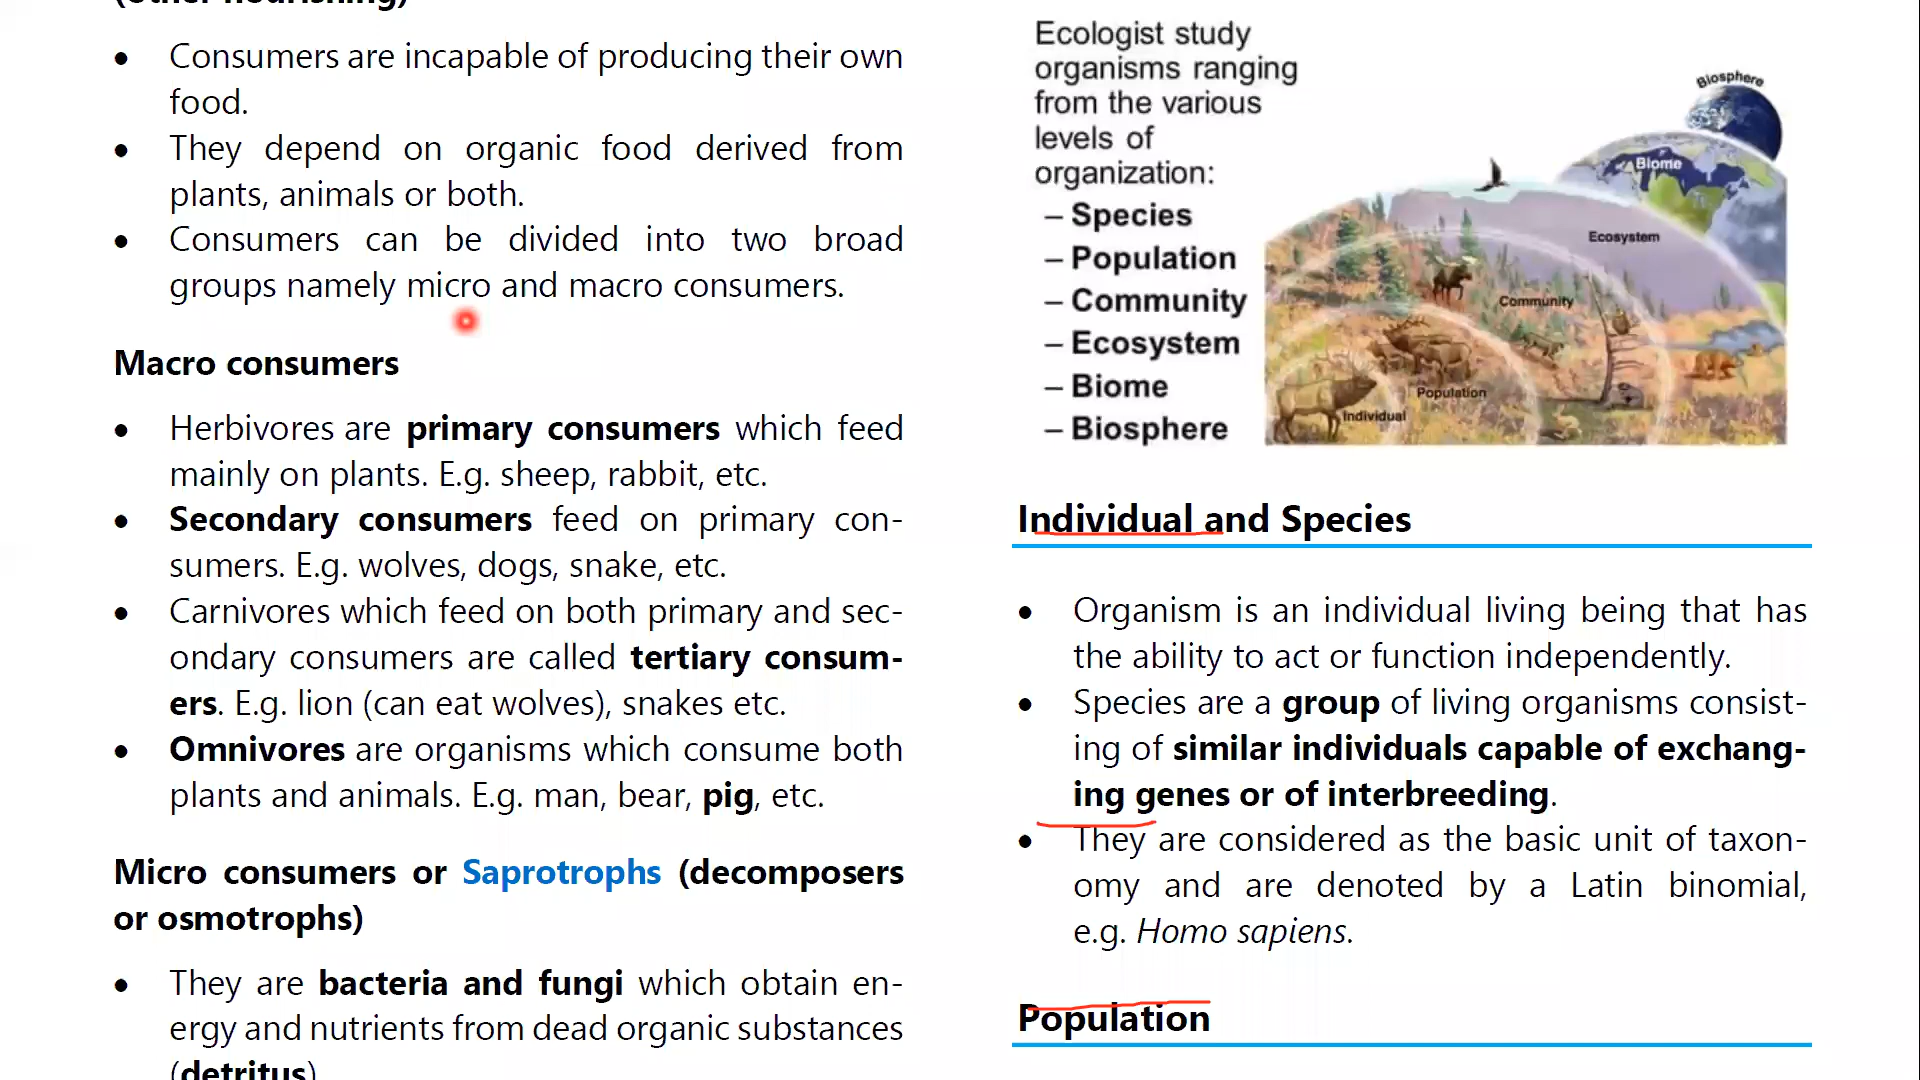 (Other nourishing)
● Consumers are incapable of producing their own
food.
● They depend on organic food derived from
plants, animals or both.
● Consumers can be divided into two broad
groups namely micro and macro consumers.
Macro consumers
● Herbivores are primary consumers which feed
mainly on plants. E.g. sheep, rabbit, etc.
● Secondary consumers feed on primary con-
sumers. E.g. wolves, dogs, snake, etc.
● Carnivores which feed on both primary and sec-
ondary consumers are called tertiary consum-
ers. E.g. lion (can eat wolves), snakes etc.
● Omnivores are organisms which consume both
plants and animals. E.g. man, bear, pig, etc.
Micro consumers or Saprotrophs (decomposers
or osmotrophs)
● They are bacteria and fungi which obtain en-
ergy and nutrients from dead organic substances
(detritus)
Ecologist study
organisms ranging
from the various
levels of
organization:
– Species
– Population
– Community
– Ecosystem
– Biome
– Biosphere
Biosphere
Biome
Ecosystem
Community
Population
Individual
Individual and Species
● Organism is an individual living being that has
the ability to act or function independently.
● Species are a group of living organisms consist-
ing of similar individuals capable of exchang-
ing genes or of interbreeding.
● They are considered as the basic unit of taxon-
omy and are denoted by a Latin binomial,
e.g. Homo sapiens.
Population